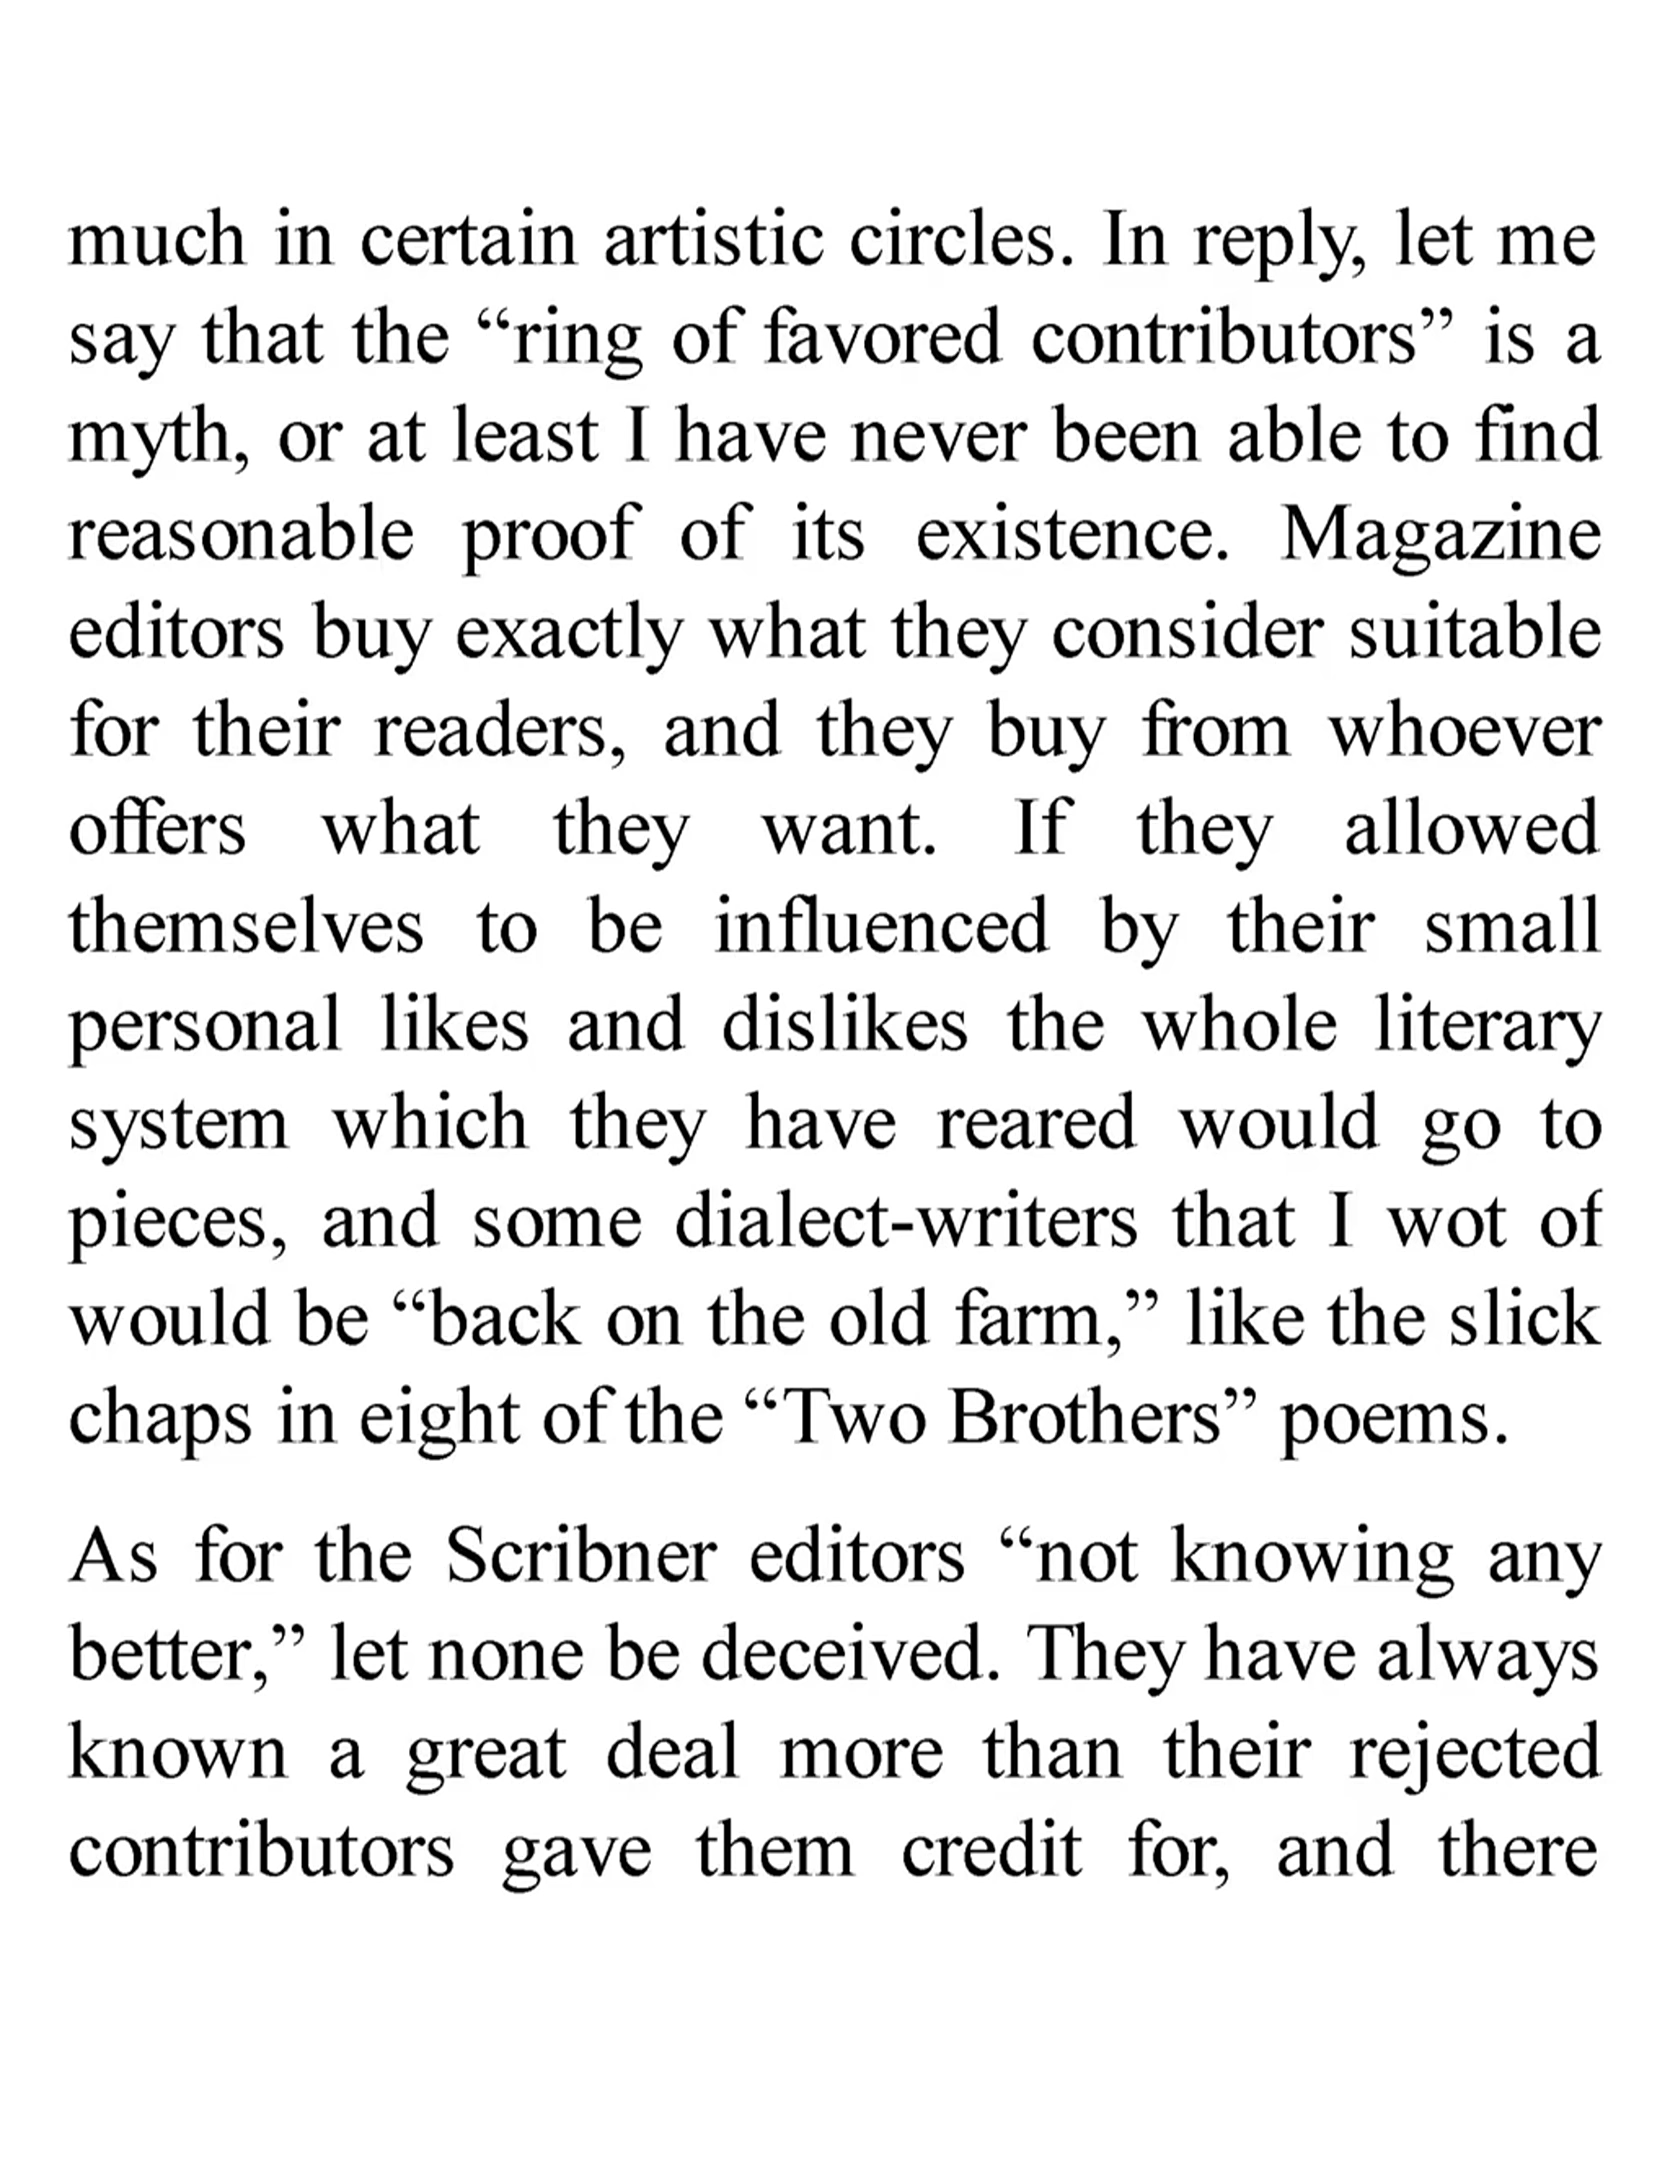 much in certain artistic circles. In reply, let me
say that the “ring of favored contributors” is a
myth, or at least I have never been able to find
reasonable proof of its existence. Magazine
editors buy exactly what they consider suitable
for their readers, and they buy from whoever
offers what they want. If they allowed
themselves to be influenced by their small
personal likes and dislikes the whole literary
system which they have reared would go to
pieces, and some dialect-writers that I wot of
would be “back on the old farm,” like the slick
chaps in eight of the “Two Brothers” poems.
As for the Scribner editors “not knowing any
better,” let none be deceived. They have always
known a great deal more than their rejected
contributors gave them credit for, and there